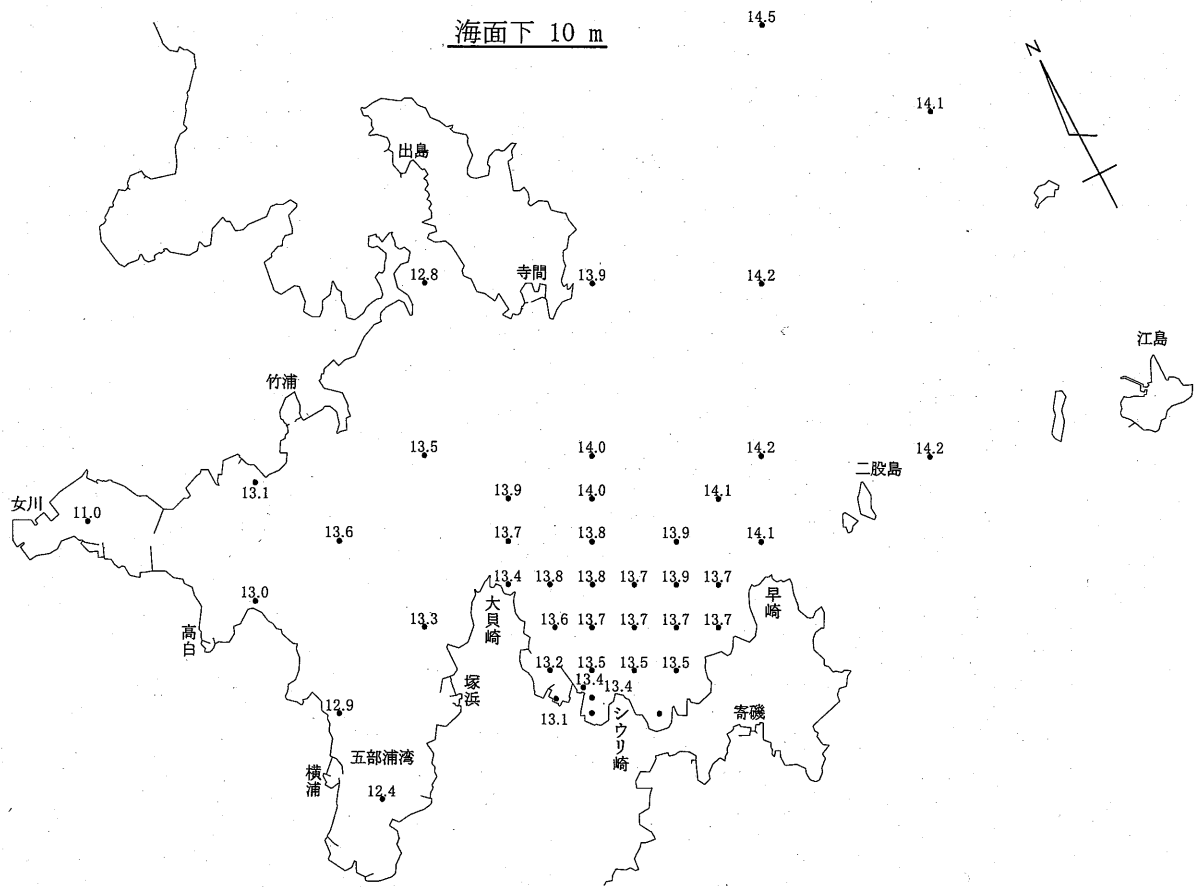 海面下 10 m
14.5
N
14.1
出島
12.8
寺間
13.9
14.2
江島
竹浦
13.5
14.0
14.2
14.2
二股島
女川
11.0
13.1
13.9
14.0
14.1
13.6
13.7
13.8
13.9
14.1
13.4
13.8
13.8
13.7
13.9
13.7
早崎
大貝崎
13.0
高白
13.3
13.6
13.7
13.7
13.7
13.7
13.2
13.5
13.5
13.5
塚浜
13.4
13.4
13.1
シウリ崎
寄磯
12.9
五部浦湾
横浦
12.4